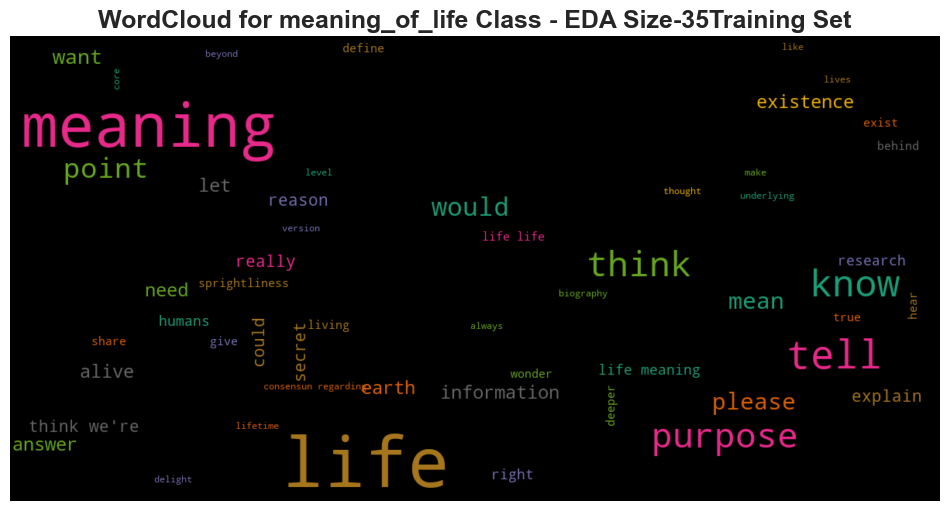 WordCloud for meaning_of_life Class - EDA Size-35Training Set
want
beyond
define
like
core
lives
existence
meaning
exist
behind
point
level
make
let
thought
underlying
reason
would
version
life life
really
think
research
sprightliness
know
need
biography
mean
hear
humans
could
secret
living
always
true
share
give
tell
alive
wonder
life meaning
consensun regarding
earth
information
deeper
please
explain
think we're
lifetime
purpose
answer
life
delight
right